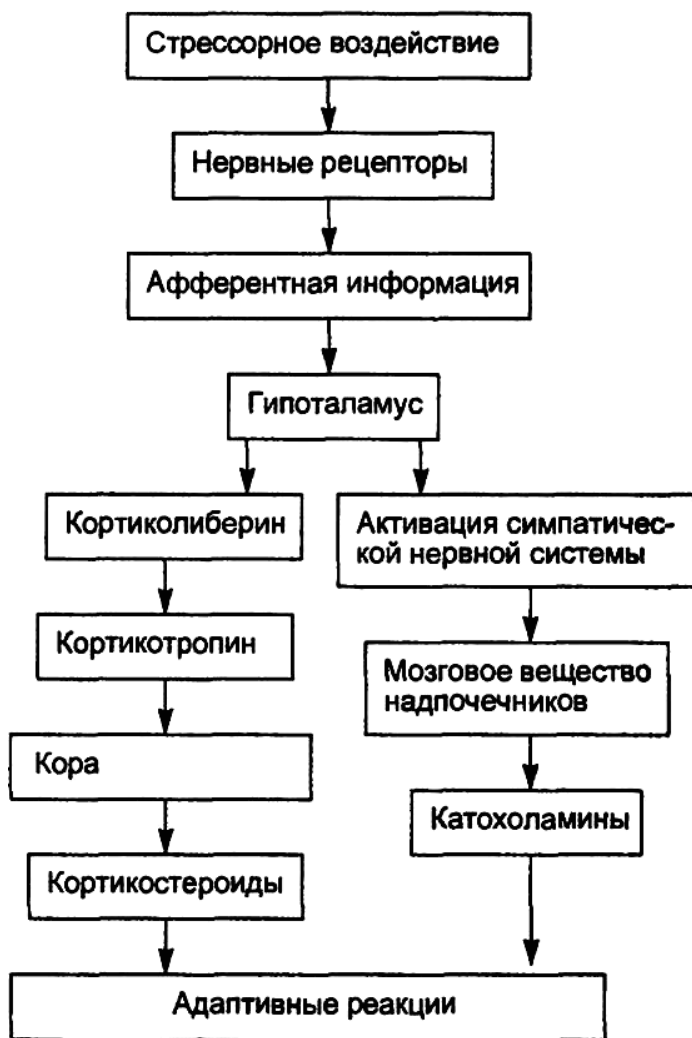 Стрессорное воздействие
Нервные рецепторы
Афферентная информация
Гипоталамус
Кортиколиберин
Кортикотропин
Кора
Кортикостероиды
Активация симпатичес-
кой нервной системы
Мозговое вещество
надпочечников
Катохоламины
Адаптивные реакции